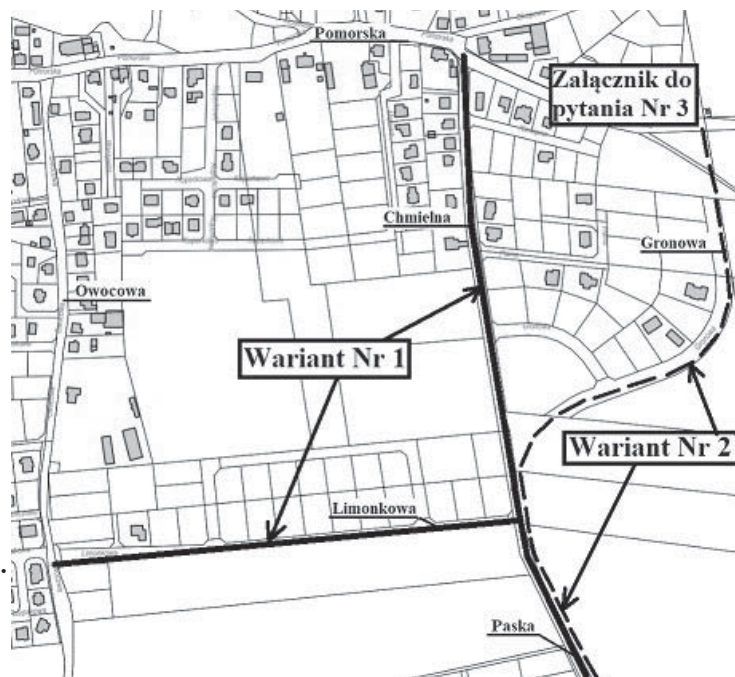 Pomorska
Załącznik do
pytania Nr 3
Chmielna
Gronowa
Owocowa
Wariant Nr 1
Wariant Nr 2
Limonkowa
Paska